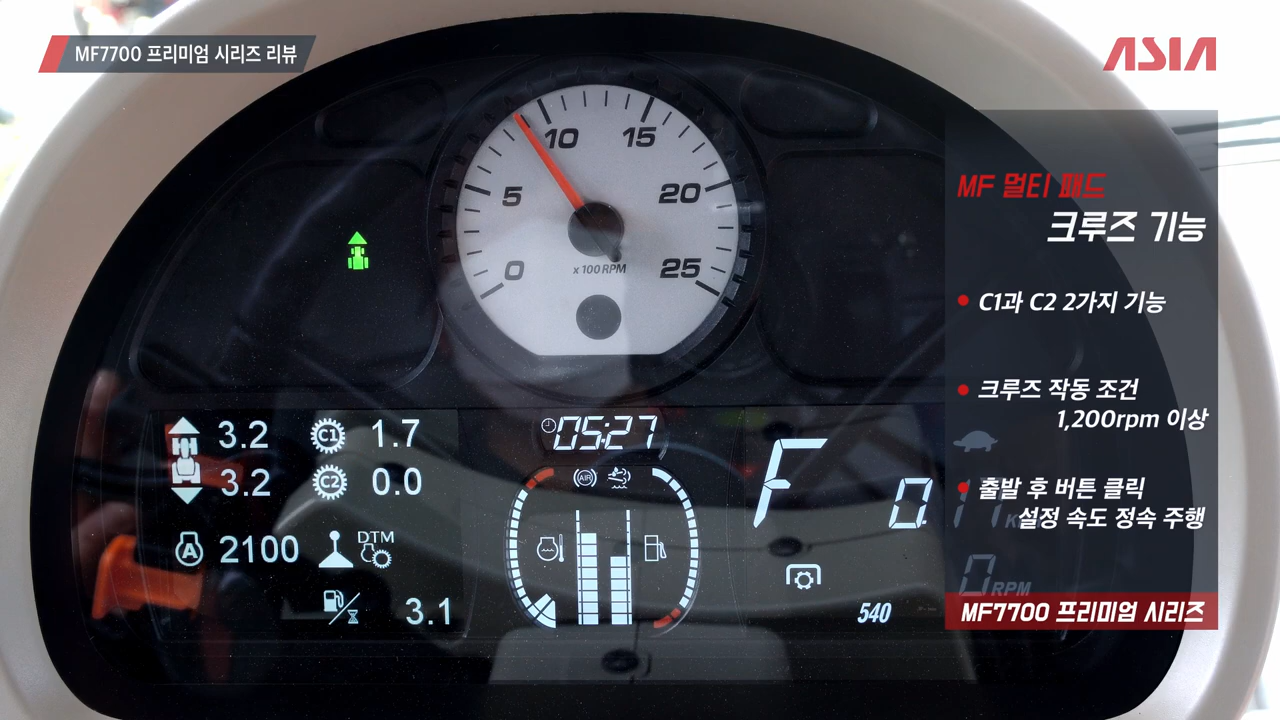 MF7700 프리미엄 시리즈 리뷰
ASIA
10
15
5
20
0
25
x 100 RPM
MF 멀티 패드
크루즈 기능
C1과 C2 2가지 기능
크루즈 작동 조건
1,200rpm 이상
출발 후 버튼 클릭
설정 속도 정속 주행
MF7700 프리미엄 시리즈
3.2
C1
1.7
3.2
C2
0.0
A
2100
DTM
3.1
05:27
AIR
F
0.11
K
0 RPM
540